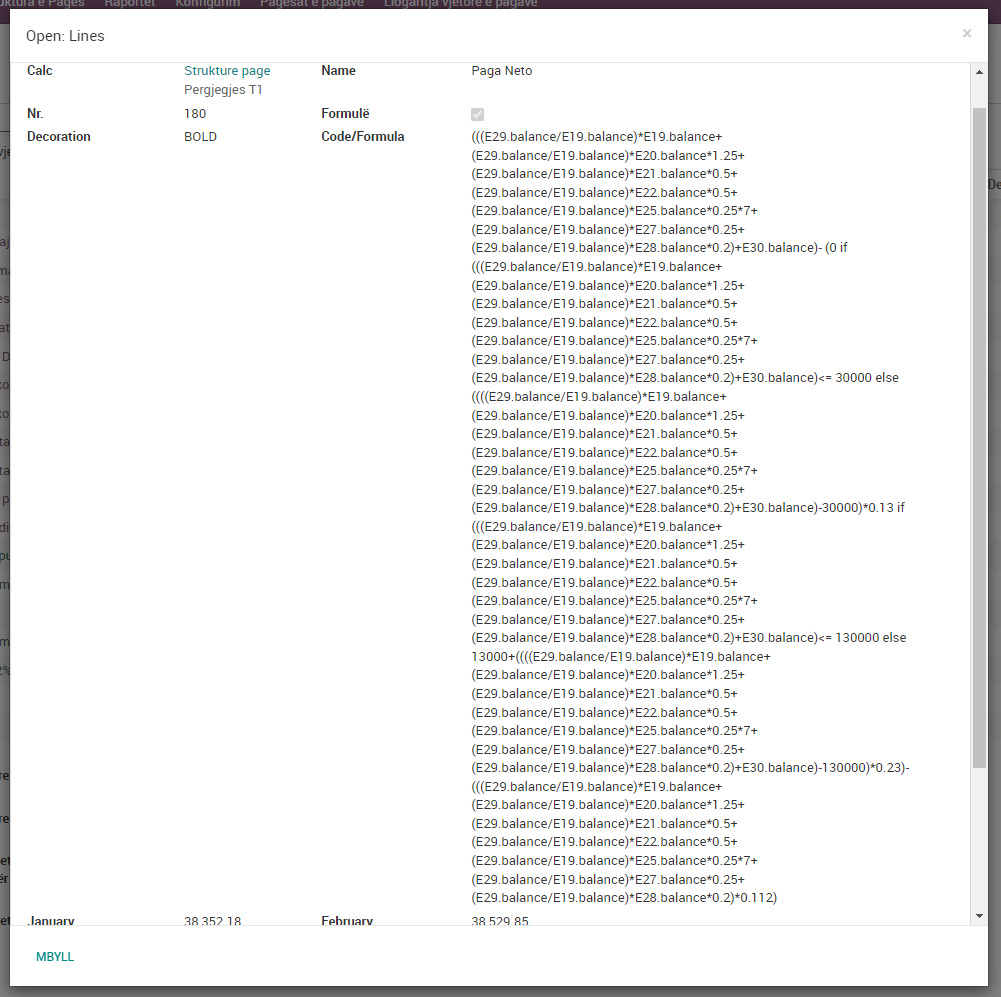 Raportet Konfigurim Pagesat e pagave Llogaritja vjetore e pagave
Open: Lines ×
Calc Strukture page Name Paga Neto
Pergjegjes T1
Nr. 180 Formulë
Decoration BOLD Code/Formula (((E29.balance/E19.balance)*E19.balance+
(E29.balance/E19.balance)*E20.balance*1.25+
(E29.balance/E19.balance)*E21.balance*0.5+
(E29.balance/E19.balance)*E22.balance*0.5+
(E29.balance/E19.balance)*E25.balance*0.25*7+
(E29.balance/E19.balance)*E27.balance*0.25+
(E29.balance/E19.balance)*E28.balance*0.2)+E30.balance)- (0 if
(((E29.balance/E19.balance)*E19.balance+
(E29.balance/E19.balance)*E20.balance*1.25+
(E29.balance/E19.balance)*E21.balance*0.5+
(E29.balance/E19.balance)*E22.balance*0.5+
(E29.balance/E19.balance)*E25.balance*0.25*7+
(E29.balance/E19.balance)*E27.balance*0.25+
(E29.balance/E19.balance)*E28.balance*0.2)+E30.balance)<= 30000 else
((((E29.balance/E19.balance)*E19.balance+
(E29.balance/E19.balance)*E20.balance*1.25+
(E29.balance/E19.balance)*E21.balance*0.5+
(E29.balance/E19.balance)*E22.balance*0.5+
(E29.balance/E19.balance)*E25.balance*0.25*7+
(E29.balance/E19.balance)*E27.balance*0.25+
(E29.balance/E19.balance)*E28.balance*0.2)+E30.balance)-30000)*0.13 if
(((E29.balance/E19.balance)*E19.balance+
(E29.balance/E19.balance)*E20.balance*1.25+
(E29.balance/E19.balance)*E21.balance*0.5+
(E29.balance/E19.balance)*E22.balance*0.5+
(E29.balance/E19.balance)*E25.balance*0.25*7+
(E29.balance/E19.balance)*E27.balance*0.25+
(E29.balance/E19.balance)*E28.balance*0.2)+E30.balance)<= 130000 else
13000+((((E29.balance/E19.balance)*E19.balance+
(E29.balance/E19.balance)*E20.balance*1.25+
(E29.balance/E19.balance)*E21.balance*0.5+
(E29.balance/E19.balance)*E22.balance*0.5+
(E29.balance/E19.balance)*E25.balance*0.25*7+
(E29.balance/E19.balance)*E27.balance*0.25+
(E29.balance/E19.balance)*E28.balance*0.2)+E30.balance)-130000)*0.23)-
(((E29.balance/E19.balance)*E19.balance+
(E29.balance/E19.balance)*E20.balance*1.25+
(E29.balance/E19.balance)*E21.balance*0.5+
(E29.balance/E19.balance)*E22.balance*0.5+
(E29.balance/E19.balance)*E25.balance*0.25*7+
(E29.balance/E19.balance)*E27.balance*0.25+
(E29.balance/E19.balance)*E28.balance*0.2)*0.112)
January 38 352,18 February 38 529,85
MBYLL